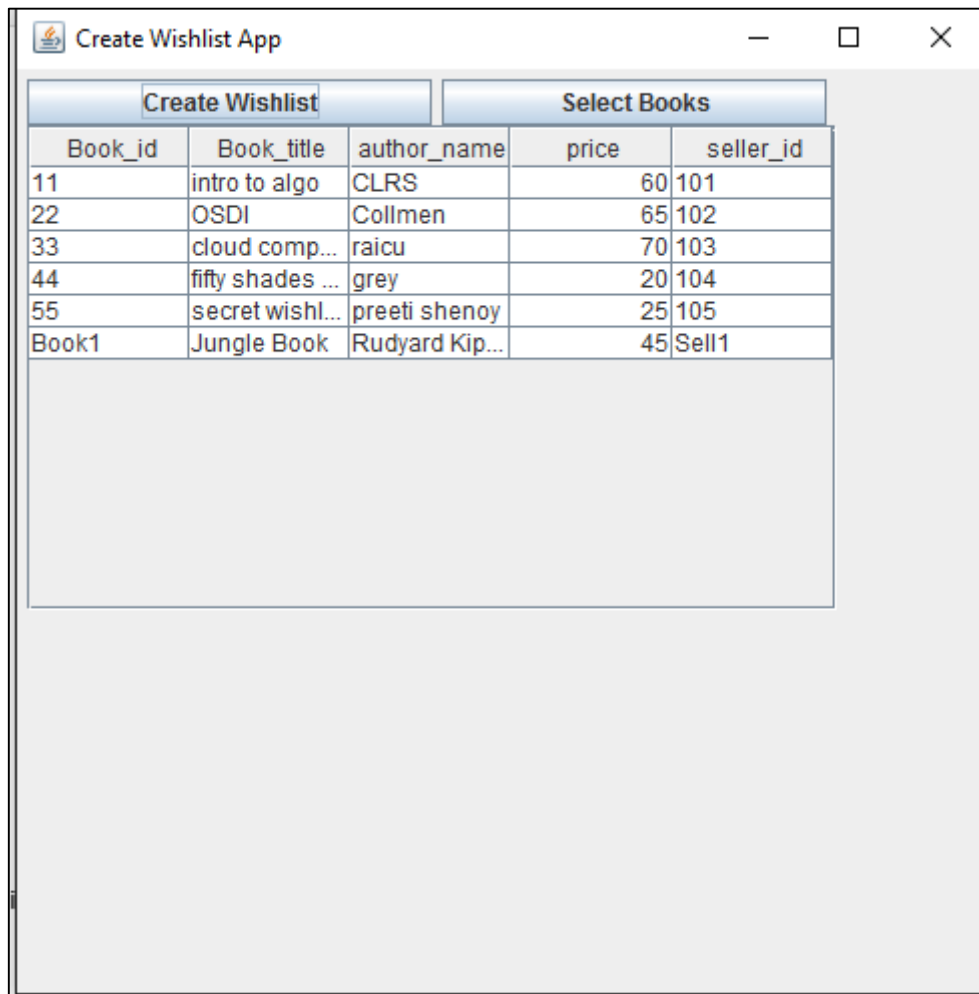 Create Wishlist App
Create Wishlist Select Books
Book_id Book_title author_name price seller_id
11 intro to algo CLRS 60 101
22 OSDI Collmen 65 102
33 cloud comp... raicu 70 103
44 fifty shades ... grey 20 104
55 secret wishl... preeti shenoy 25 105
Book1 Jungle Book Rudyard Kip... 45 Sell1